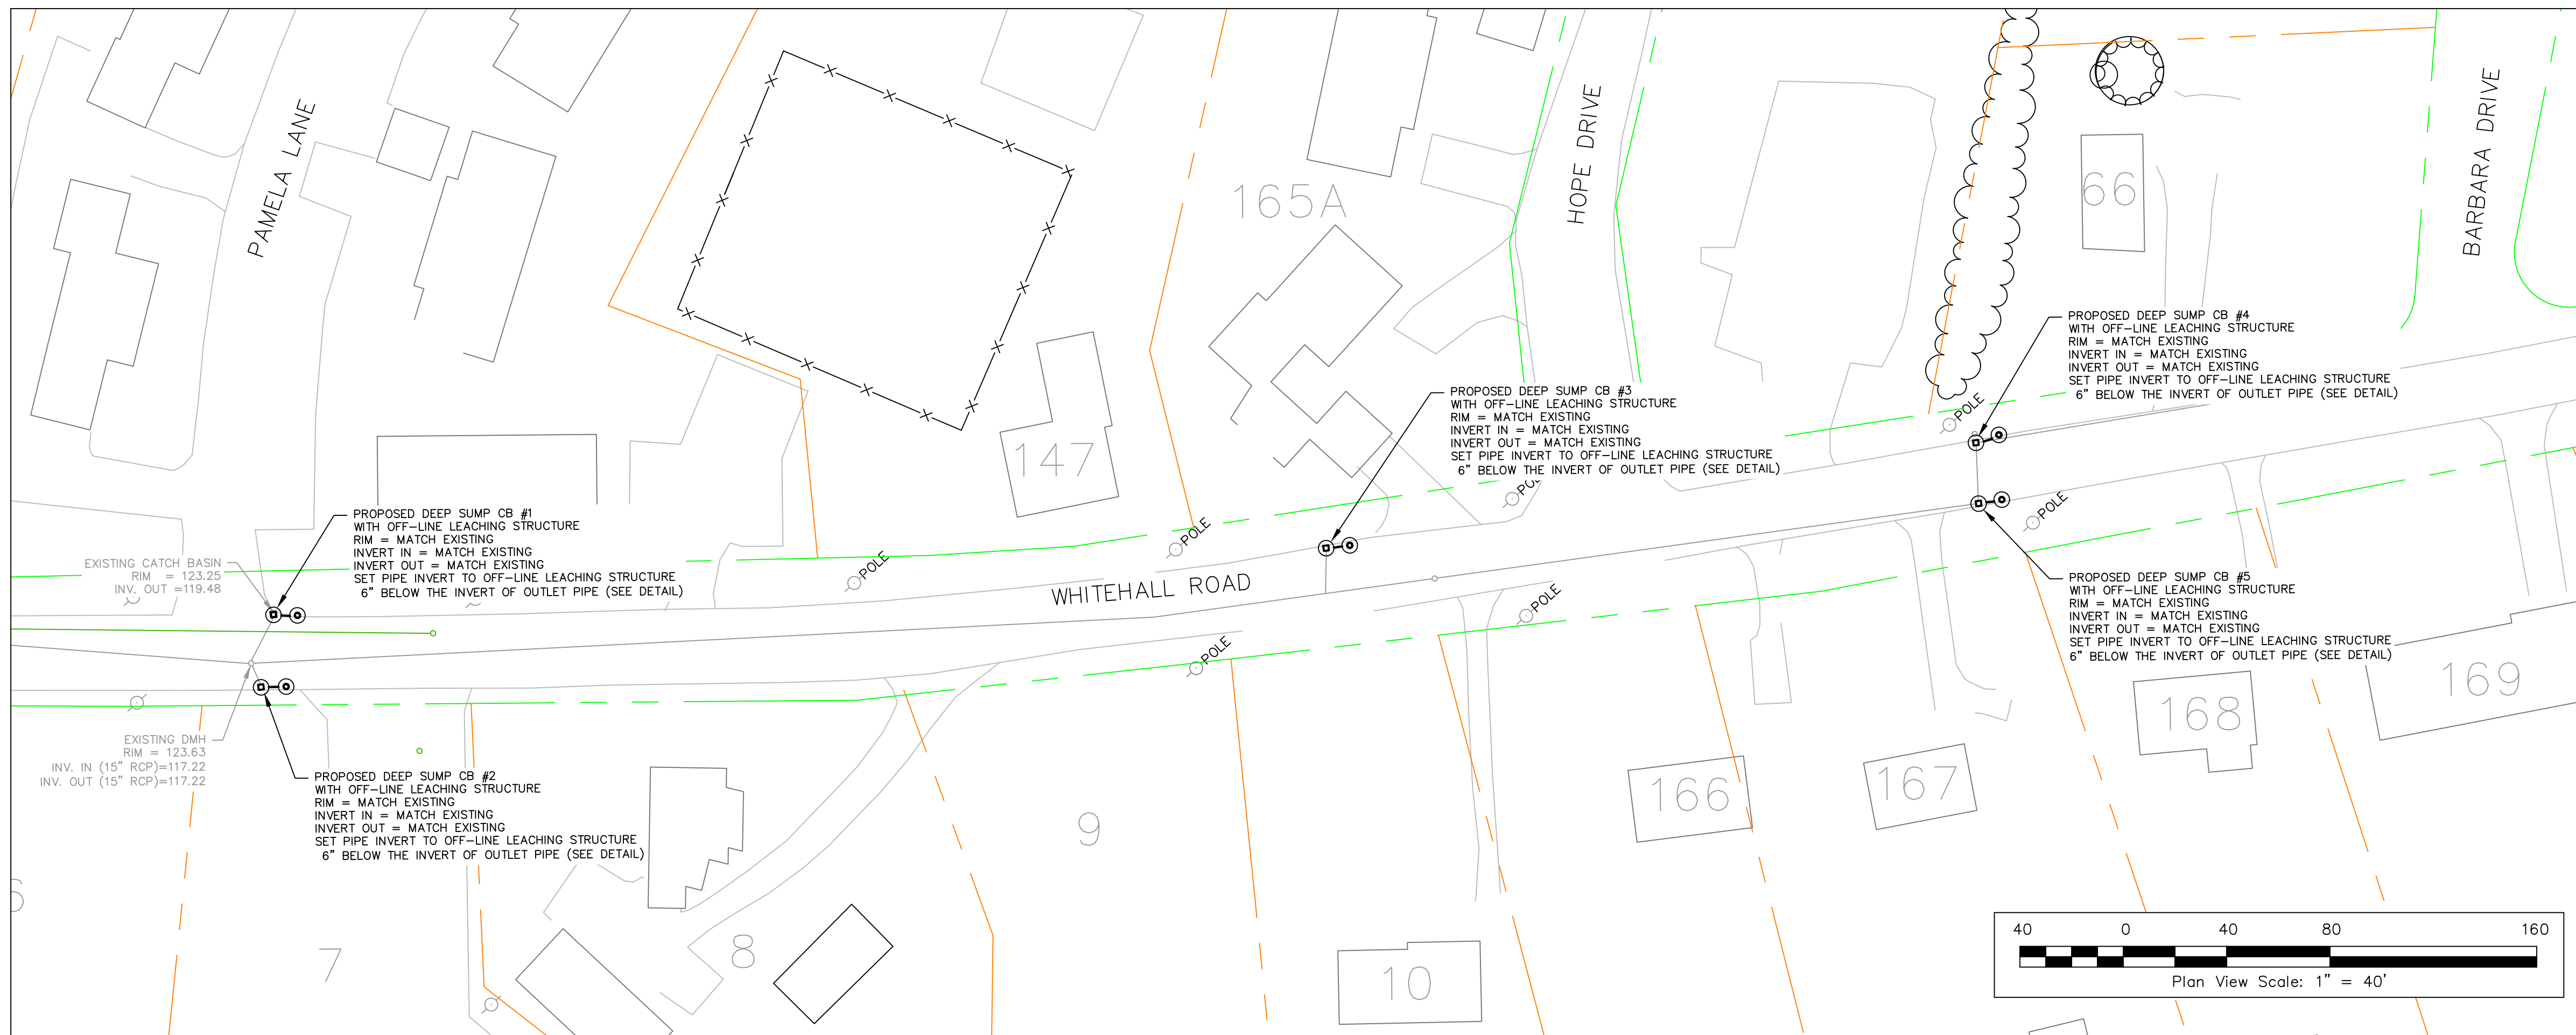 PAMELA LANE
HOPE DRIVE
BARBARA DRIVE
165A
66
147
PROPOSED DEEP SUMP CB #4
WITH OFF-LINE LEACHING STRUCTURE
RIM = MATCH EXISTING
INVERT IN = MATCH EXISTING
INVERT OUT = MATCH EXISTING
SET PIPE INVERT TO OFF-LINE LEACHING STRUCTURE
6" BELOW THE INVERT OF OUTLET PIPE (SEE DETAIL)
PROPOSED DEEP SUMP CB #3
WITH OFF-LINE LEACHING STRUCTURE
RIM = MATCH EXISTING
INVERT IN = MATCH EXISTING
INVERT OUT = MATCH EXISTING
SET PIPE INVERT TO OFF-LINE LEACHING STRUCTURE
6" BELOW THE INVERT OF OUTLET PIPE (SEE DETAIL)
POLE
PROPOSED DEEP SUMP CB #1
WITH OFF-LINE LEACHING STRUCTURE
RIM = MATCH EXISTING
INVERT IN = MATCH EXISTING
INVERT OUT = MATCH EXISTING
SET PIPE INVERT TO OFF-LINE LEACHING STRUCTURE
6" BELOW THE INVERT OF OUTLET PIPE (SEE DETAIL)
EXISTING CATCH BASIN
RIM = 123.25
INV. OUT =119.48
POLE
POLE
POLE
WHITEHALL ROAD
POLE
POLE
PROPOSED DEEP SUMP CB #5
WITH OFF-LINE LEACHING STRUCTURE
RIM = MATCH EXISTING
INVERT IN = MATCH EXISTING
INVERT OUT = MATCH EXISTING
SET PIPE INVERT TO OFF-LINE LEACHING STRUCTURE
6" BELOW THE INVERT OF OUTLET PIPE (SEE DETAIL)
169
168
EXISTING DMH
RIM = 123.63
INV. IN (15" RCP)=117.22
INV. OUT (15" RCP)=117.22
PROPOSED DEEP SUMP CB #2
WITH OFF-LINE LEACHING STRUCTURE
RIM = MATCH EXISTING
INVERT IN = MATCH EXISTING
INVERT OUT = MATCH EXISTING
SET PIPE INVERT TO OFF-LINE LEACHING STRUCTURE
6" BELOW THE INVERT OF OUTLET PIPE (SEE DETAIL)
166
167
9
7
8
10
40 0 40 80 160
Plan View Scale: 1" = 40'